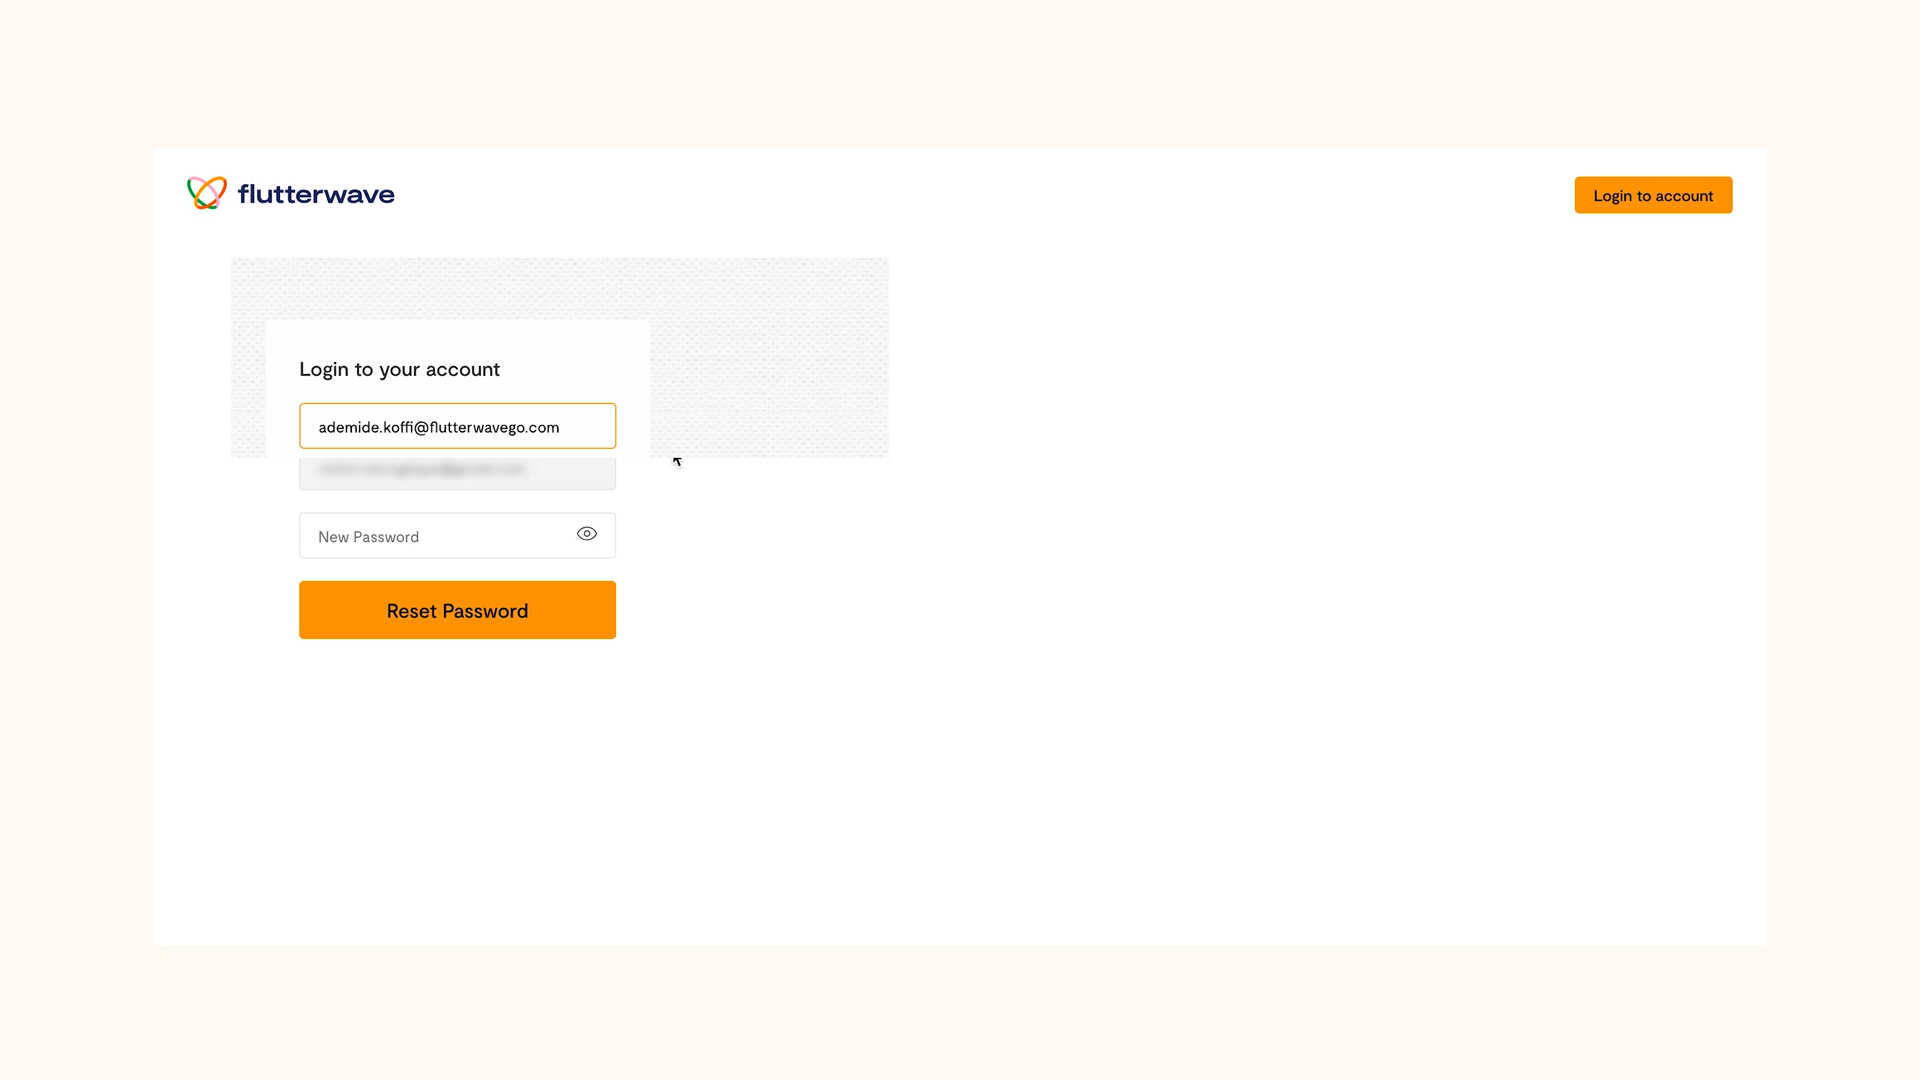 flutterwave
Login to account
Login to your account
ademide.koffi@flutterwavego.com
New Password
Reset Password